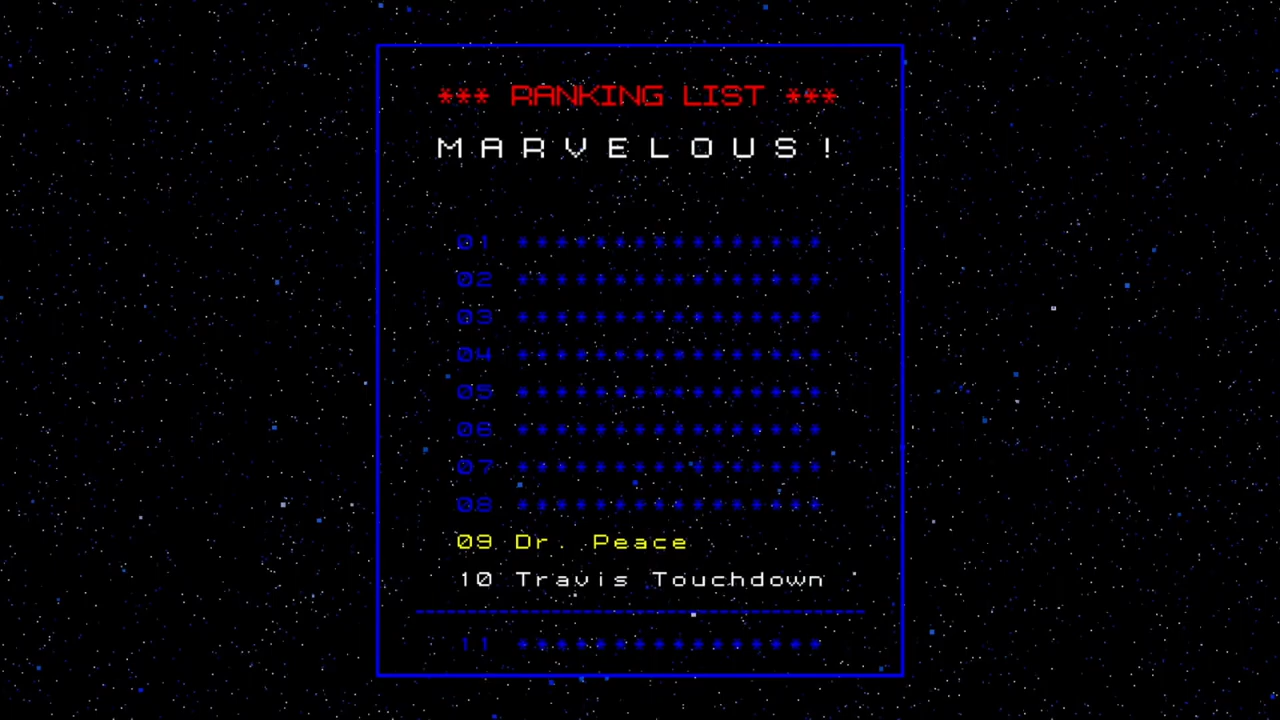 *** RANKING LIST ***
MARVELOUS!
01 ****************
02 ****************
03 ****************
04 ****************
05 ****************
06 ****************
07 ****************
08 ****************
09 Dr. Peace
10 Travis Touchdown
11 ****************